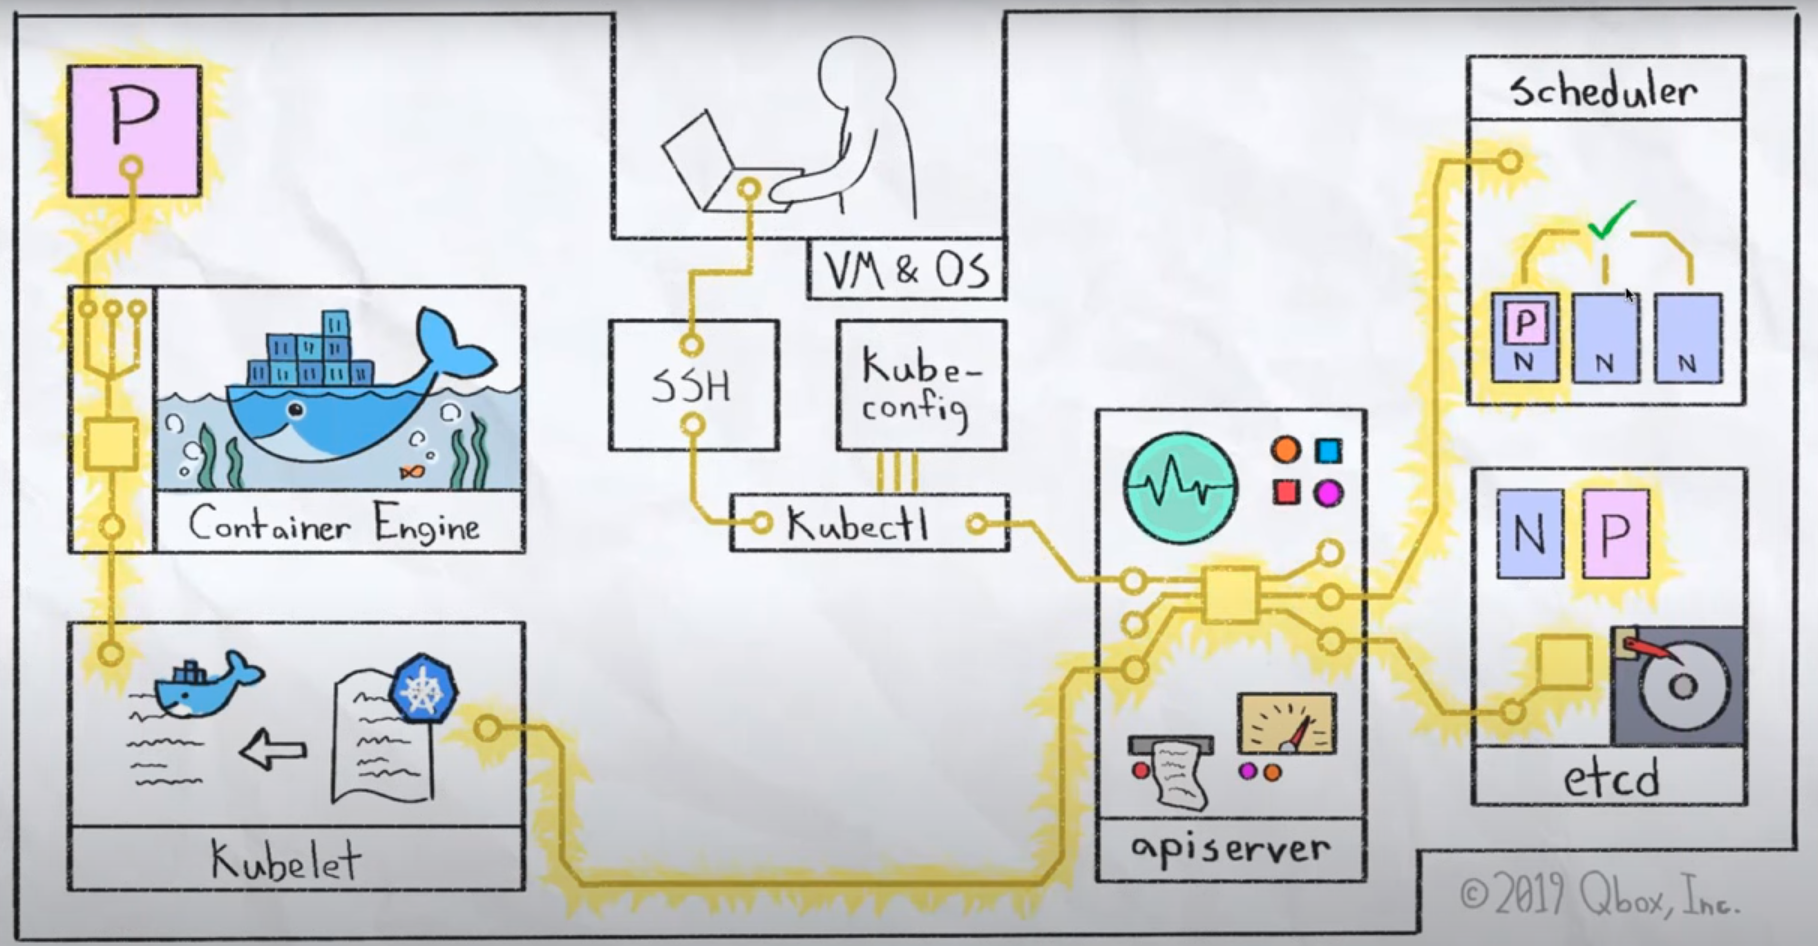 P
Container Engine
Kubelet
VM & OS
SSH
Kube-
config
Kubectl
apiserver
scheduler
P
N
N
N
N
P
etcd
©2019 Qbox, Inc.